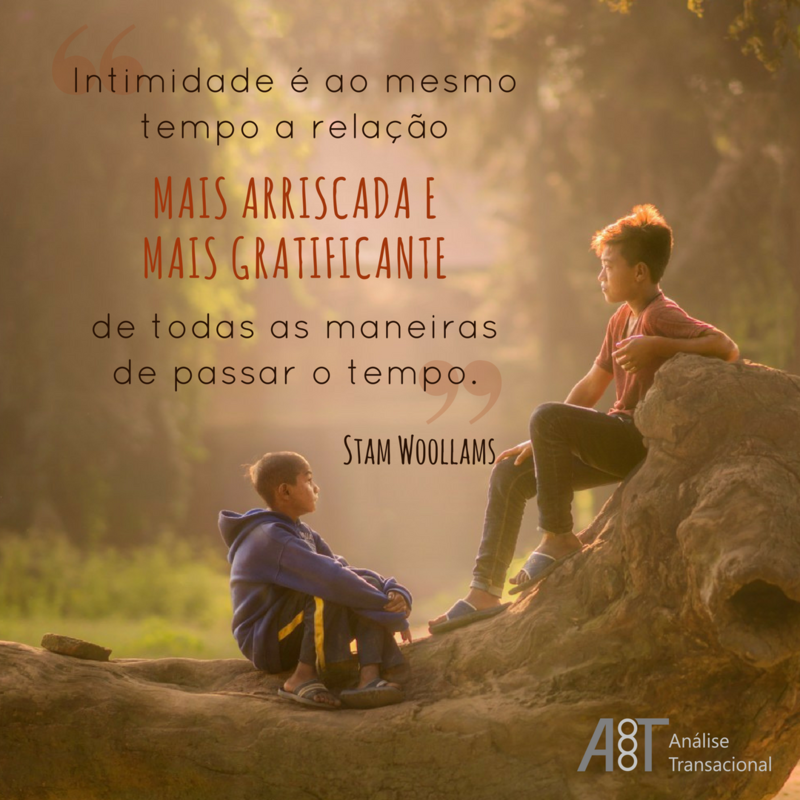 “Intimidade é ao mesmo
tempo a relação
MAIS ARRISCADA E
MAIS GRATIFICANTE
de todas as maneiras
de passar o tempo.”
STAM WOOLLAMS
A888T Análise
Transacional